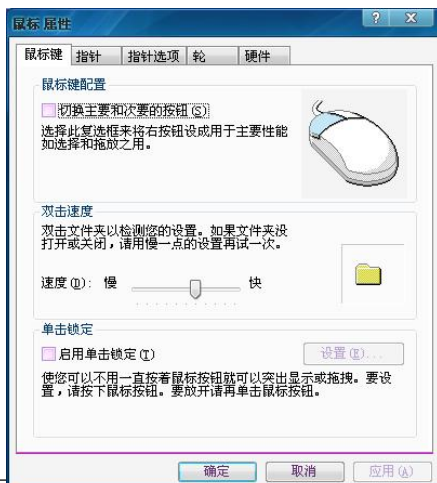 鼠标 属性
鼠标键 指针 指针选项 轮 硬件
鼠标键配置
切换主要和次要的按钮(S)
选择此复选框来将右按钮设成用于主要性能
如选择和拖放之用。
双击速度
双击文件夹以检测您的设置。如果文件夹没
打开或关闭，请用慢一点的设置再试一次。
速度(D): 慢 快
单击锁定
启用单击锁定(T) 设置(E)...
使您可以不用一直按着鼠标按钮就可以突出显示或拖拽。要设
置，请按下鼠标按钮。要放开请再单击鼠标按钮。
确定 取消 应用(A)